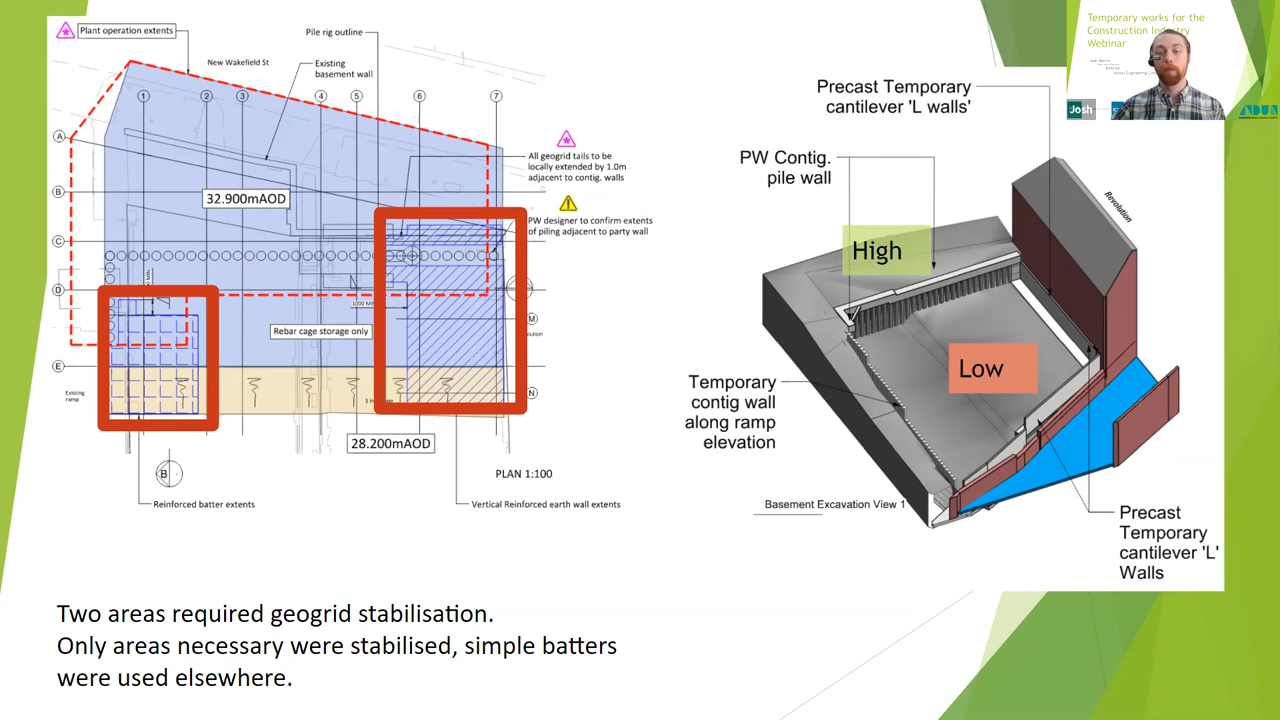 Plant operation extents
Pile rig outline
New Wakefield St
Existing
basement wall
1
2
3
4
5
6
7
A
B
C
D
E
M
N
All geogrid tails to be
locally extended by 1.0m
adjacent to contig. walls
PW designer to confirm extents
of piling adjacent to party wall
32.900mAOD
Rebar cage storage only
Existing
ramp
28.200mAOD
B
PLAN 1:100
Reinforced batter extents
Vertical Reinforced earth wall extents
Two areas required geogrid stabilisation.
Only areas necessary were stabilised, simple batters
were used elsewhere.
Precast Temporary
cantilever 'L walls'
PW Contig.
pile wall
Revolution
High
Low
Temporary
contig wall
along ramp
elevation
Basement Excavation View 1
Precast
Temporary
cantilever 'L'
Walls
Temporary works for the
Construction Industry
Webinar
Josh